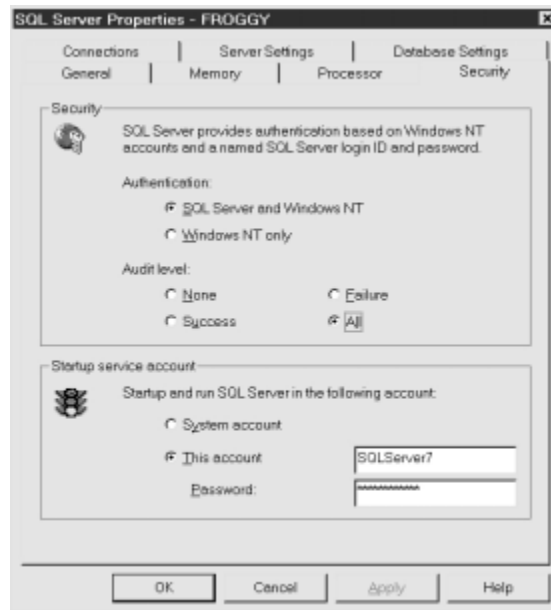 SQL Server Properties - FROGGY
Connections Server Settings Database Settings
General Memory Processor Security
Security
SQL Server provides authentication based on Windows NT
accounts and a named SQL Server login ID and password.
Authentication:
SQL Server and Windows NT
Windows NT only
Audit level:
None Failure
Success All
Startup service account
Startup and run SQL Server in the following account:
System account
This account SQLServer7
Password: ************
OK Cancel Apply Help